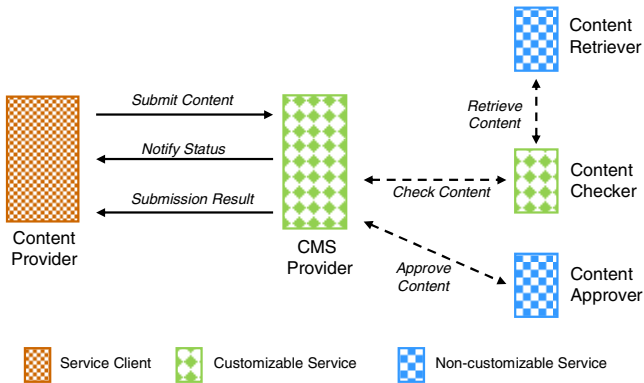 Content
Retriever
Submit Content
Retrieve
Content
Notify Status
Content
Checker
Check Content
Submission Result
Content
Provider
CMS
Provider
Approve
Content
Content
Approver
Service Client
Customizable Service
Non-customizable Service